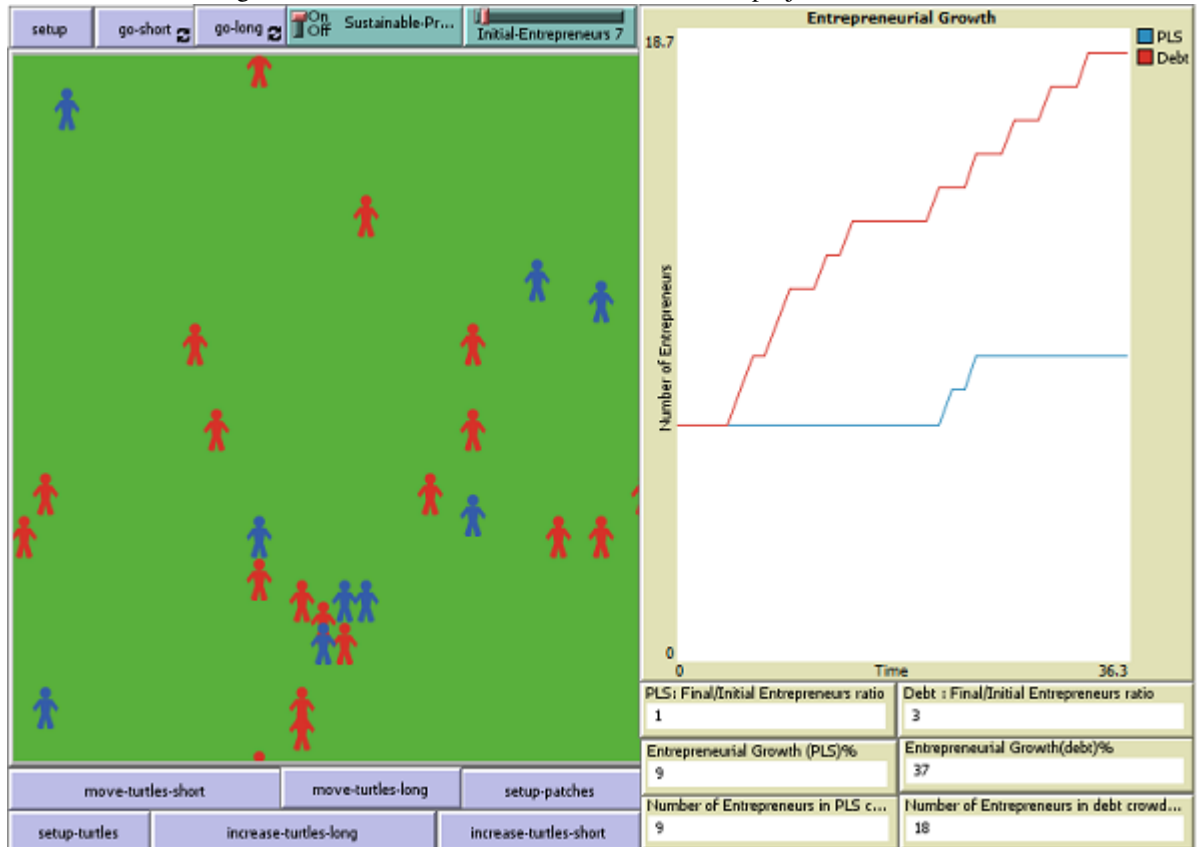 setup
go-short
go-long
On
Off
Sustainable-Pr...
Initial-Entrepreneurs 7
Entrepreneurial Growth
18.7
Number of Entrepreneurs
0
0
Time
36.3
PLS
Debt
PLS: Final/Initial Entrepreneurs ratio
1
Debt : Final/Initial Entrepreneurs ratio
3
Entrepreneurial Growth (PLS)%
9
Entrepreneurial Growth(debt)%
37
Number of Entrepreneurs in PLS c...
9
Number of Entrepreneurs in debt crowd...
18
move-turtles-short
move-turtles-long
setup-patches
setup-turtles
increase-turtles-long
increase-turtles-short